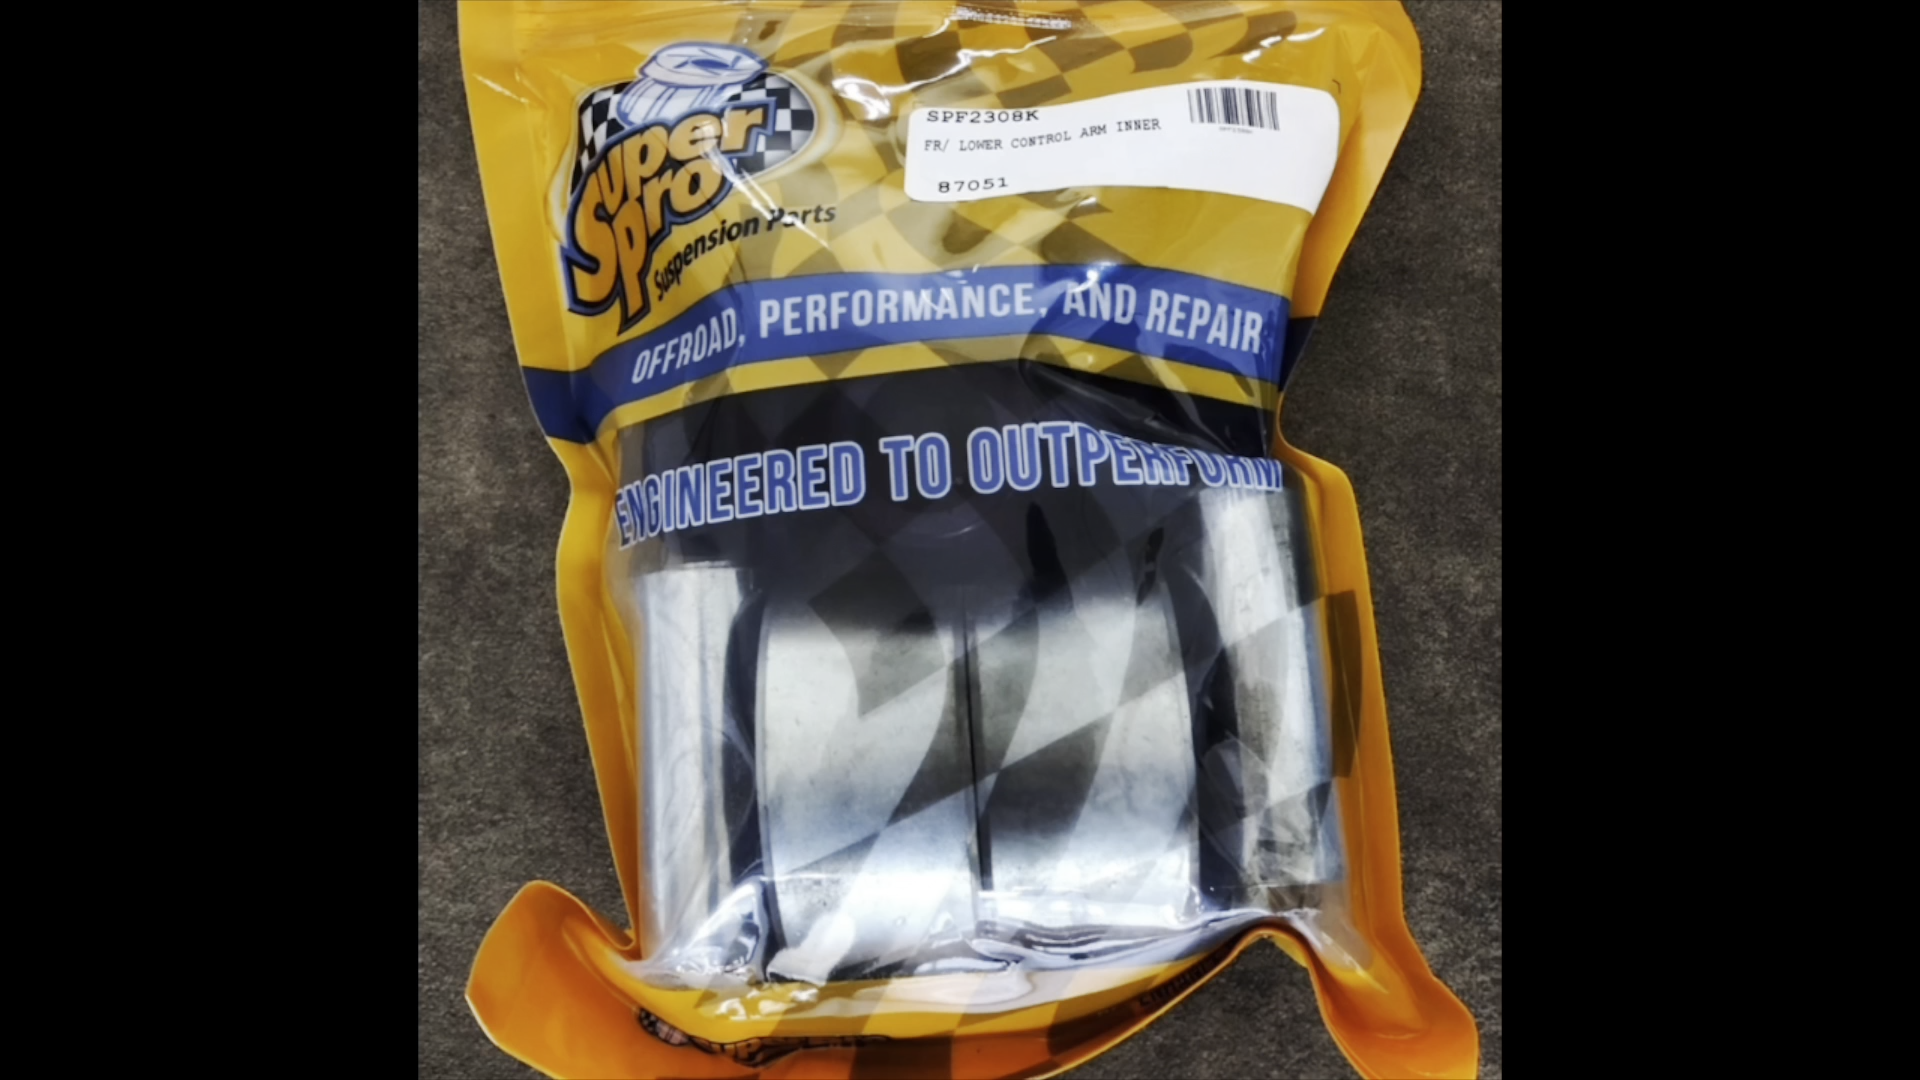 Super
Pro
Suspension Parts
SPF2308K
FR/ LOWER CONTROL ARM INNER
87051
OFFROAD, PERFORMANCE, AND REPAIR
ENGINEERED TO OUTPERFORM